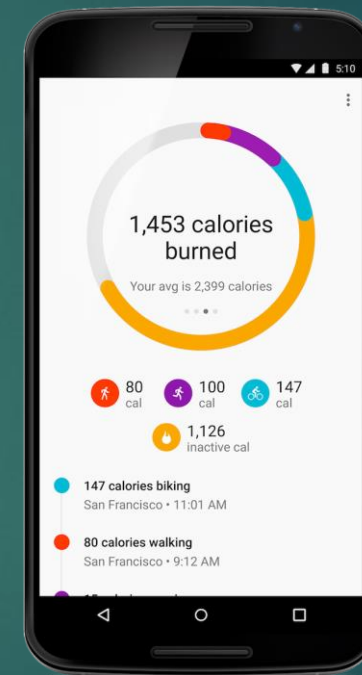 5:10
1,453 calories
burned
Your avg is 2,399 calories
80
cal
100
cal
147
cal
1,126
inactive cal
147 calories biking
San Francisco • 11:01 AM
80 calories walking
San Francisco • 9:12 AM